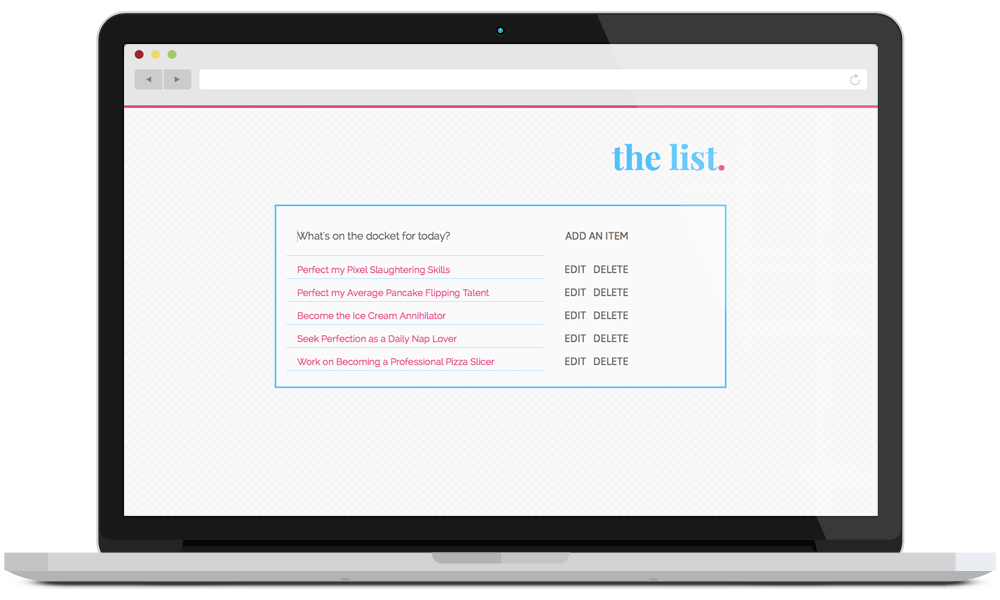 the list.
What's on the docket for today? ADD AN ITEM
Perfect my Pixel Slaughtering Skills EDIT DELETE
Perfect my Average Pancake Flipping Talent EDIT DELETE
Become the Ice Cream Annihilator EDIT DELETE
Seek Perfection as a Daily Nap Lover EDIT DELETE
Work on Becoming a Professional Pizza Slicer EDIT DELETE